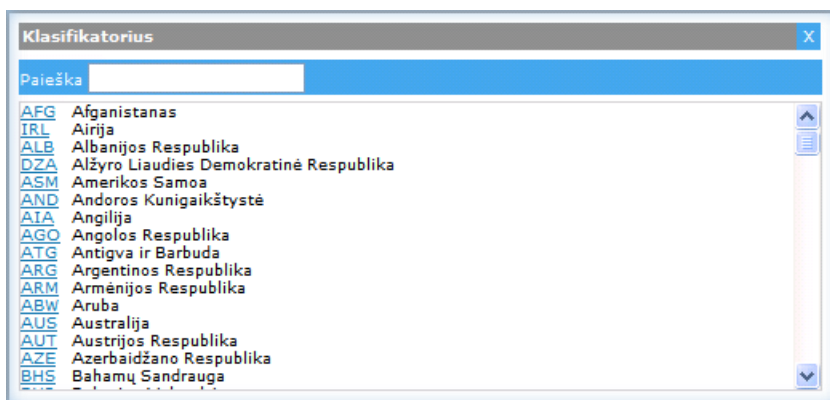 Klasifikatorius X
Paieška
AFG Afganistanas
IRL Airija
ALB Albanijos Respublika
DZA Alžyro Liaudies Demokratinė Respublika
ASM Amerikos Samoa
AND Andoros Kunigaikštystė
AIA Angilija
AGO Angolos Respublika
ATG Antigva ir Barbuda
ARG Argentinos Respublika
ARM Armėnijos Respublika
ABW Aruba
AUS Australija
AUT Austrijos Respublika
AZE Azerbaidžano Respublika
BHS Bahamų Sandrauga